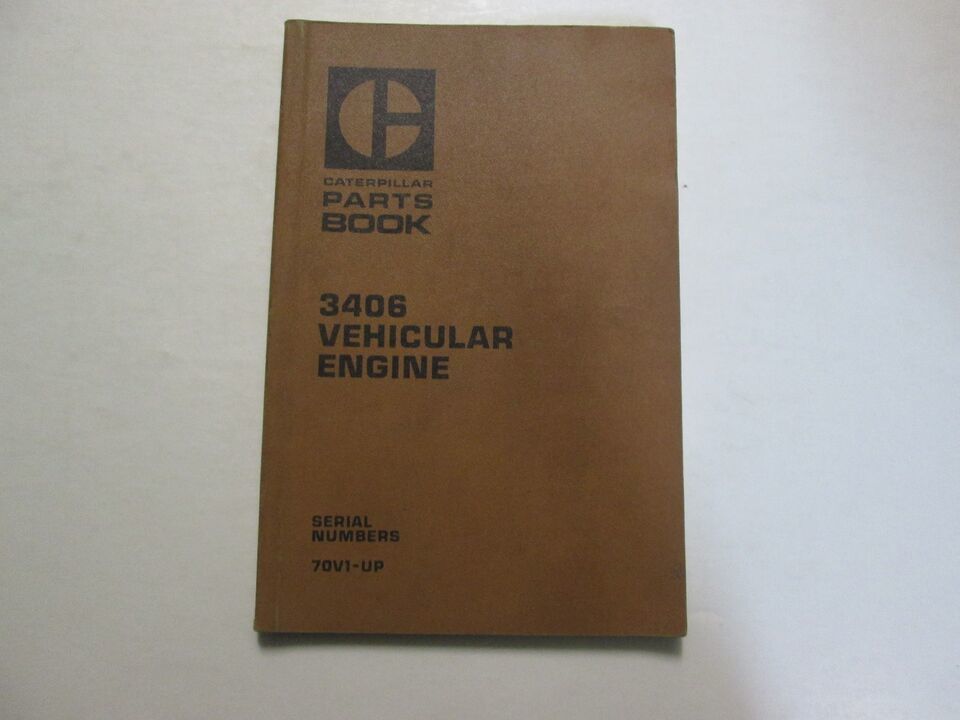 CATERPILLAR
PARTS
BOOK
3406
VEHICULAR
ENGINE
SERIAL
NUMBERS
70V1-UP